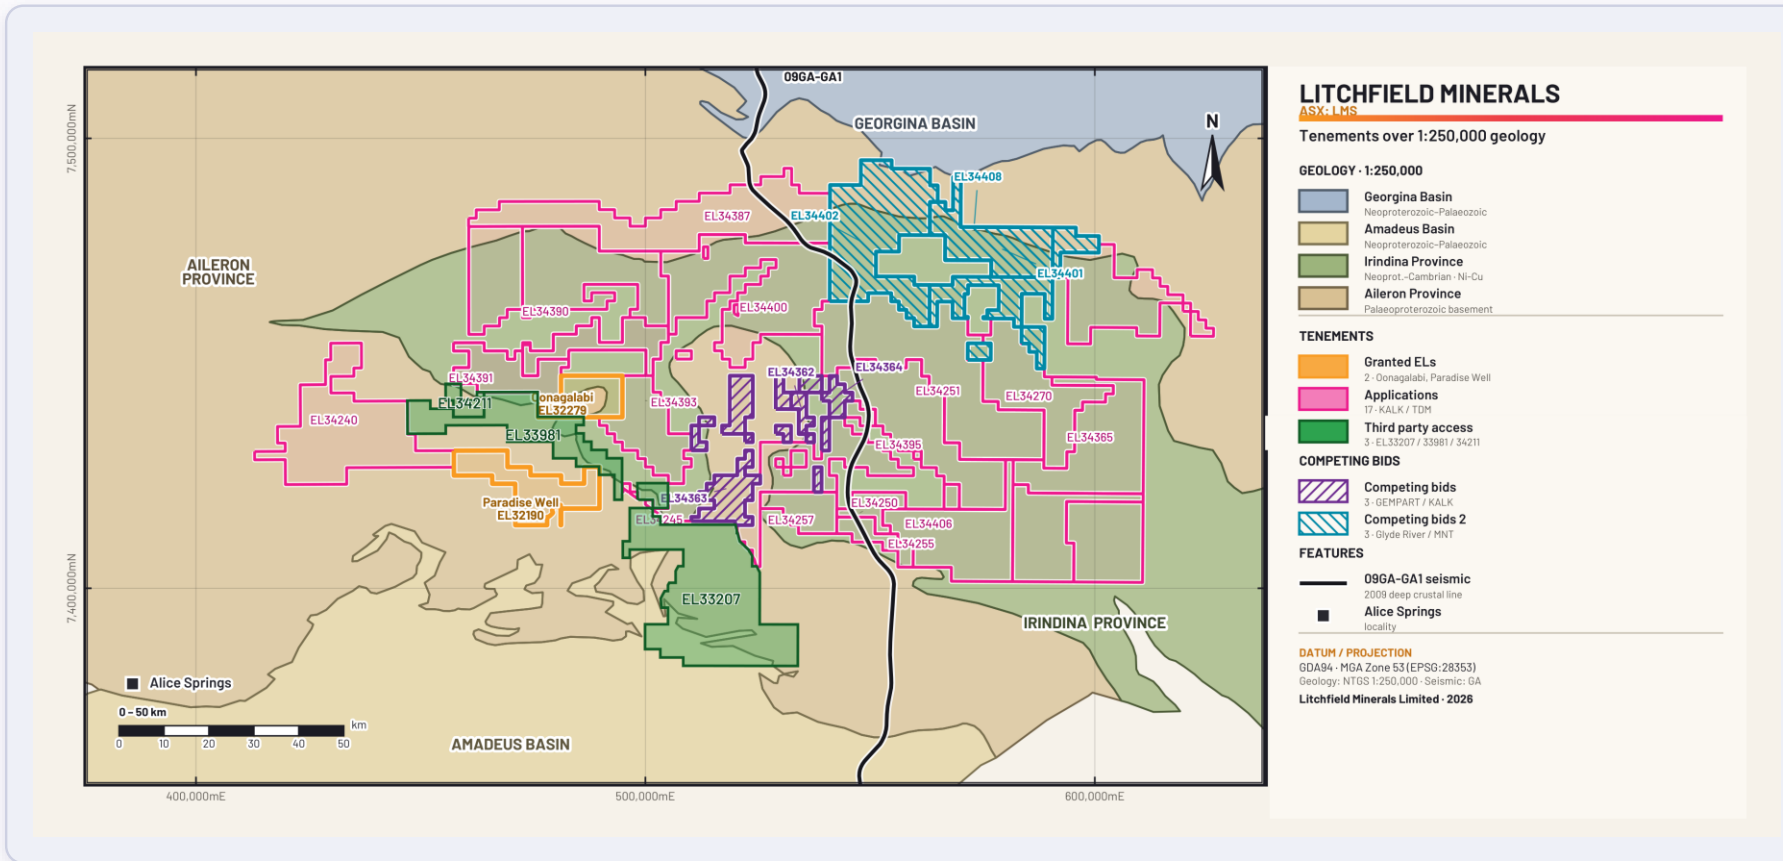 09GA-GA1
GEORGINA BASIN
N
7,500,000mN
EL34408
EL34387
EL34402
AILERON
PROVINCE
EL34401
EL34390
EL34400
EL34362
EL34364
EL34391
EL34211
Oonagalabi
EL32279
EL34393
EL34251
EL34270
EL34240
EL33981
EL34395
EL34365
Paradise Well
EL32190
EL34363
EL34250
EL34257
EL34406
EL34255
7,400,000mN
EL33207
IRINDINA PROVINCE
Alice Springs
0 – 50 km
km
0 10 20 30 40 50
AMADEUS BASIN
400,000mE 500,000mE 600,000mE
LITCHFIELD MINERALS
ASX: LMS
Tenements over 1:250,000 geology
GEOLOGY · 1:250,000
Georgina Basin
Neoproterozoic–Palaeozoic
Amadeus Basin
Neoproterozoic–Palaeozoic
Irindina Province
Neoprot.–Cambrian · Ni-Cu
Aileron Province
Palaeoproterozoic basement
TENEMENTS
Granted ELs
2 · Oonagalabi, Paradise Well
Applications
17 · KALK / TDM
Third party access
3 · EL33207 / 33981 / 34211
COMPETING BIDS
Competing bids
3 · GEMPART / KALK
Competing bids 2
3 · Glyde River / MNT
FEATURES
09GA-GA1 seismic
2009 deep crustal line
Alice Springs
locality
DATUM / PROJECTION
GDA94 · MGA Zone 53 (EPSG:28353)
Geology: NTGS 1:250,000 · Seismic: GA
Litchfield Minerals Limited · 2026